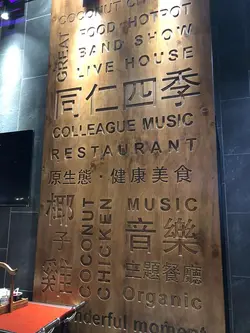 COCONUT
GREAT
FOOD·HOTPOT
BAND SHOW
LIVE HOUSE
同仁四季
COLLEAGUE MUSIC
RESTAURANT
原生態·健康美食
椰子雞
COCONUT
CHICKEN
MUSIC
音樂
主題餐廳
Organic